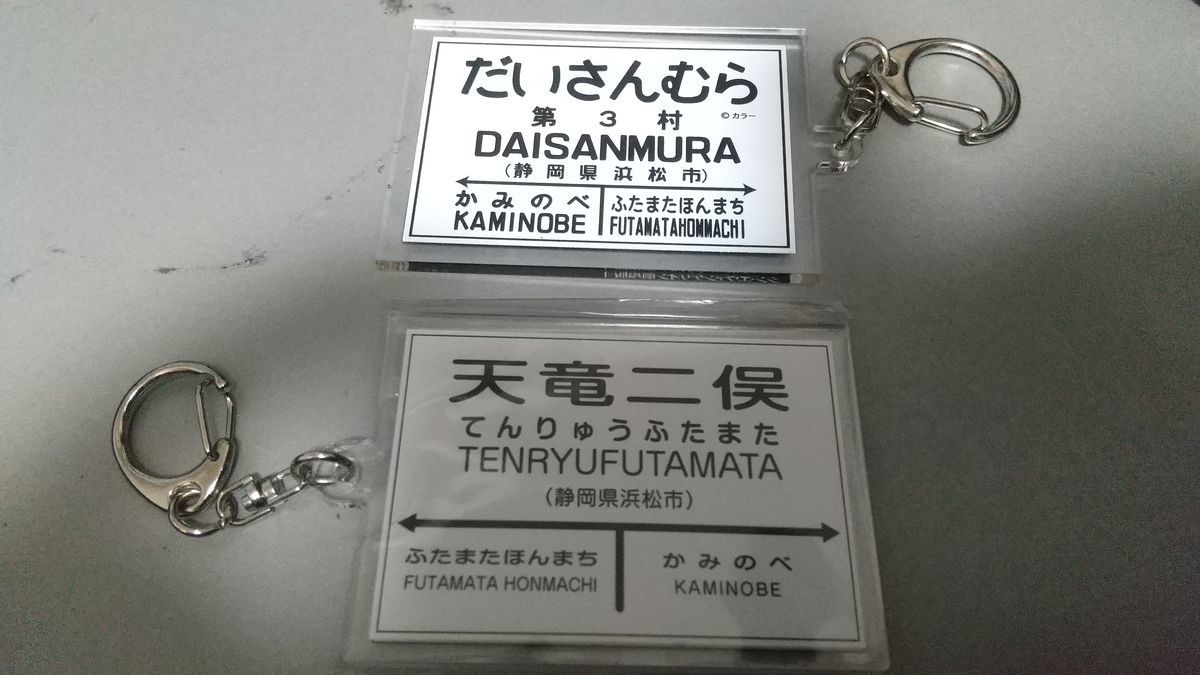 だいさんむら
第 3 村 ©カラー
DAISANMURA
(静岡県浜松市)
かみのべ ふたまたほんまち
KAMINOBE FUTAMATAHONMACHI
天竜二俣
てんりゅうふたまた
TENRYUFUTAMATA
(静岡県浜松市)
ふたまたほんまち かみのべ
FUTAMATA HONMACHI KAMINOBE